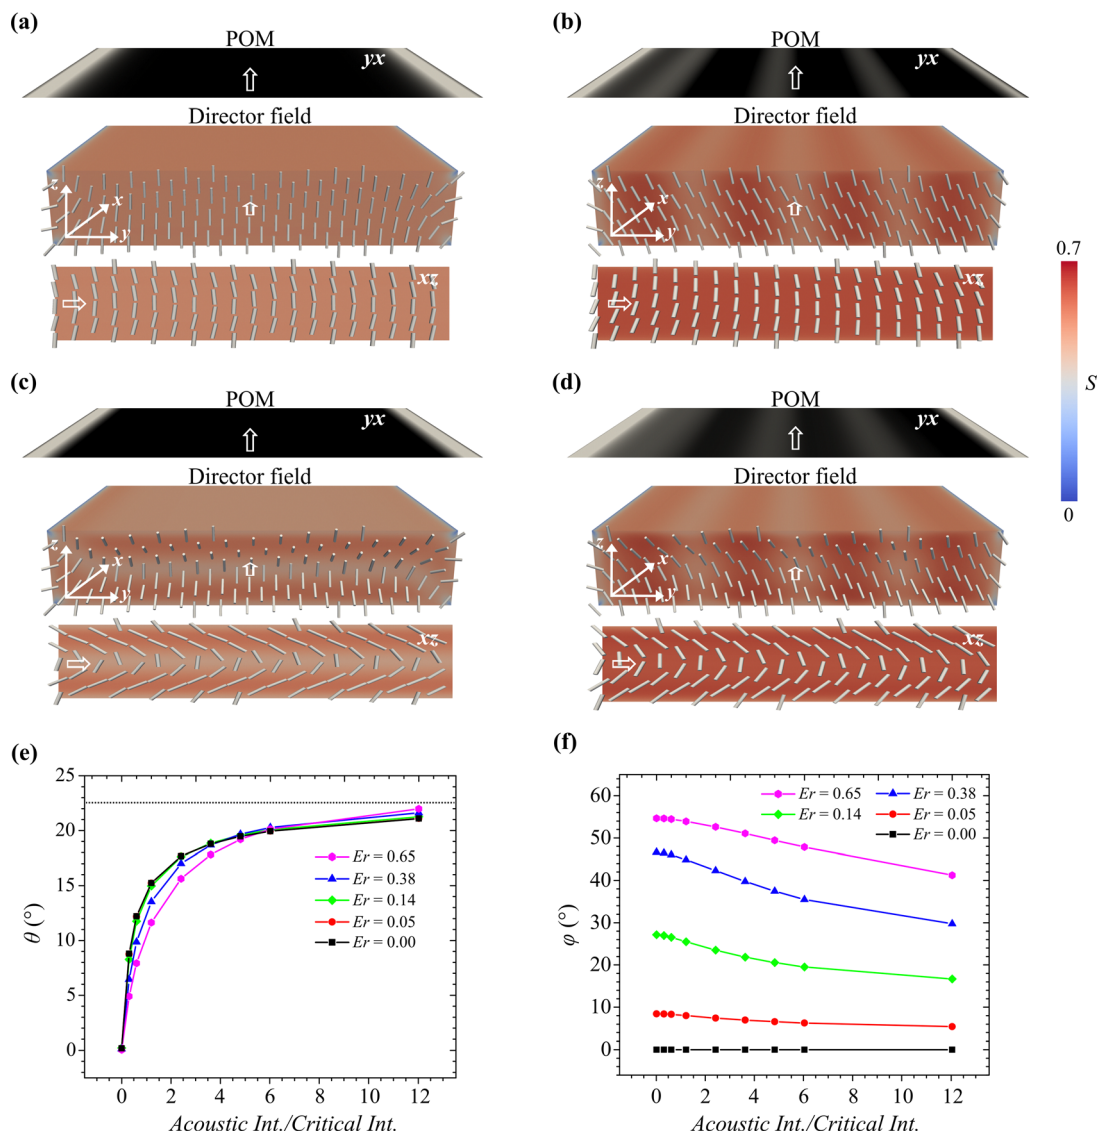 (a)
POM
yx
Director field
z
x
y
xz
(b)
POM
yx
Director field
z
x
y
xz
0.7
S
0
(c)
POM
yx
Director field
z
x
y
xz
(d)
POM
yx
Director field
z
x
y
xz
(e)
25
20
15
10
5
0
θ (°)
Er = 0.65
Er = 0.38
Er = 0.14
Er = 0.05
Er = 0.00
0 2 4 6 8 10 12
Acoustic Int./Critical Int.
(f)
60
50
40
30
20
10
0
φ (°)
Er = 0.65 Er = 0.38
Er = 0.14 Er = 0.05
Er = 0.00
0 2 4 6 8 10 12
Acoustic Int./Critical Int.